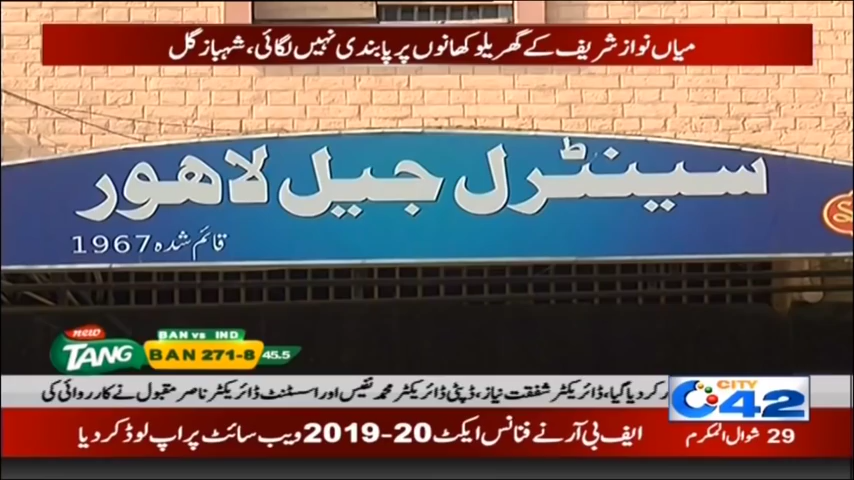 میاں نواز شریف کے گھریلو کھانوں پر پابندی نہیں لگائی، شہباز گل
سینٹرل جیل لاہور
قائم شدہ 1967
new
TANG
BAN vs IND
BAN 271-8 45.5
ر کر دیا گیا، ڈائریکٹر شفقت نیاز، ڈپٹی ڈائریکٹر محمد نفیس اور اسسٹنٹ ڈائریکٹر ناصر مقبول نے کارروائی کی
CITY
42
ایف بی آر نے فنانس ایکٹ 20-2019 ویب سائٹ پر اپ لوڈ کر دیا
29 شوال المکرم